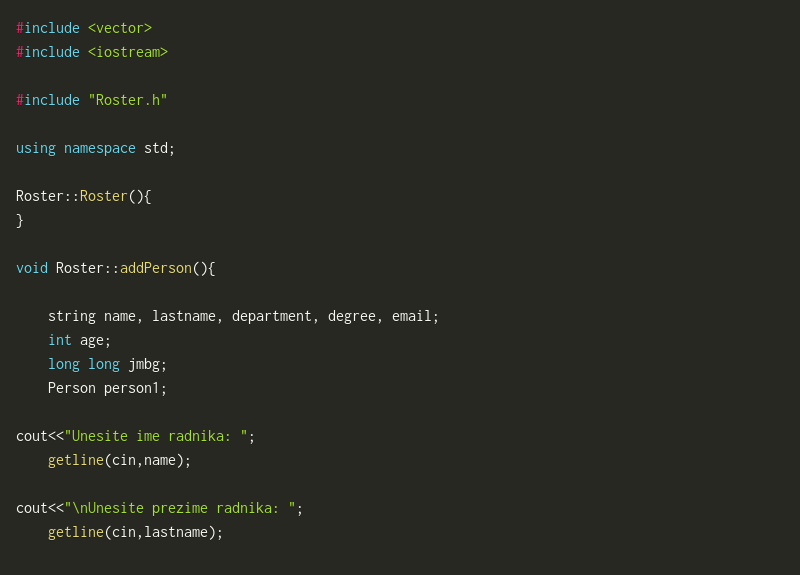 #include <vector>
#include <iostream>
#include "Roster.h"
using namespace std;
Roster::Roster(){
}
void Roster::addPerson(){
string name, lastname, department, degree, email;
int age;
long long jmbg;
Person person1;
cout<<"Unesite ime radnika: ";
getline(cin,name);
cout<<"\nUnesite prezime radnika: ";
getline(cin,lastname);